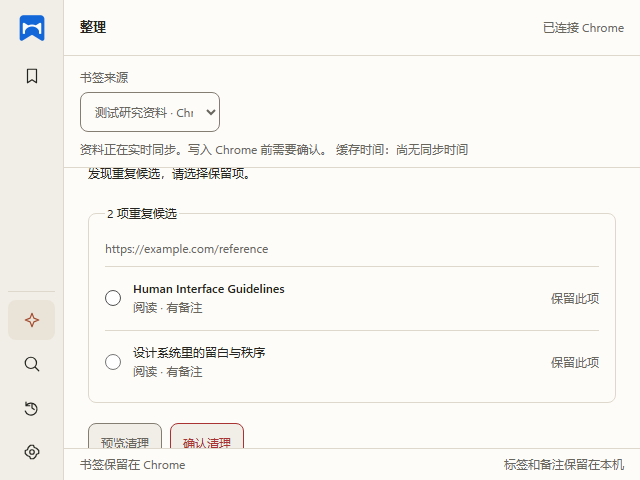 整理
已连接 Chrome
书签来源
测试研究资料 · Chr
资料正在实时同步。写入 Chrome 前需要确认。 缓存时间：尚无同步时间
发现重复候选，请选择保留项。
2 项重复候选
https://example.com/reference
Human Interface Guidelines
阅读 · 有备注
保留此项
设计系统里的留白与秩序
阅读 · 有备注
保留此项
预览清理
确认清理
书签保留在 Chrome
标签和备注保留在本机